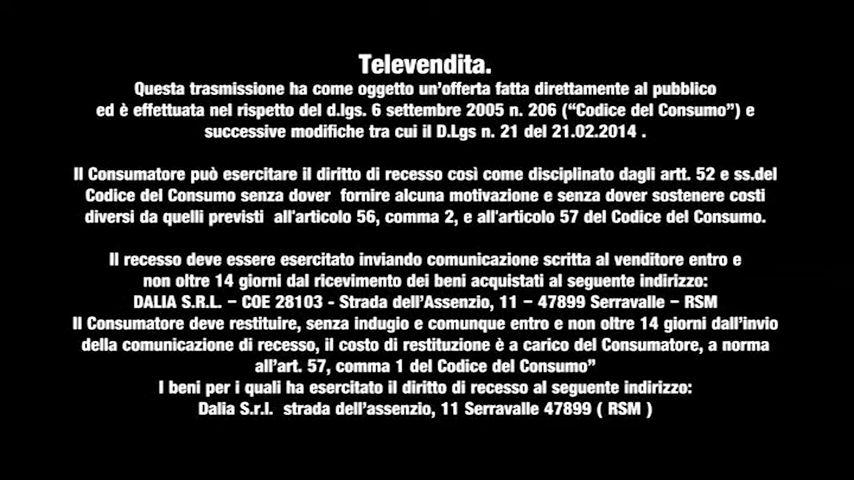 Televendita.
Questa trasmissione ha come oggetto un'offerta fatta direttamente al pubblico
ed è effettuata nel rispetto del d.lgs. 6 settembre 2005 n. 206 (“Codice del Consumo”) e
successive modifiche tra cui il D.Lgs n. 21 del 21.02.2014 .
Il Consumatore può esercitare il diritto di recesso così come disciplinato dagli artt. 52 e ss.del
Codice del Consumo senza dover fornire alcuna motivazione e senza dover sostenere costi
diversi da quelli previsti all'articolo 56, comma 2, e all'articolo 57 del Codice del Consumo.
Il recesso deve essere esercitato inviando comunicazione scritta al venditore entro e
non oltre 14 giorni dal ricevimento dei beni acquistati al seguente indirizzo:
DALIA S.R.L. – COE 28103 - Strada dell'Assenzio, 11 – 47899 Serravalle – RSM
Il Consumatore deve restituire, senza indugio e comunque entro e non oltre 14 giorni dall'invio
della comunicazione di recesso, il costo di restituzione è a carico del Consumatore, a norma
all'art. 57, comma 1 del Codice del Consumo”
I beni per i quali ha esercitato il diritto di recesso al seguente indirizzo:
Dalia S.r.l. strada dell'assenzio, 11 Serravalle 47899 ( RSM )